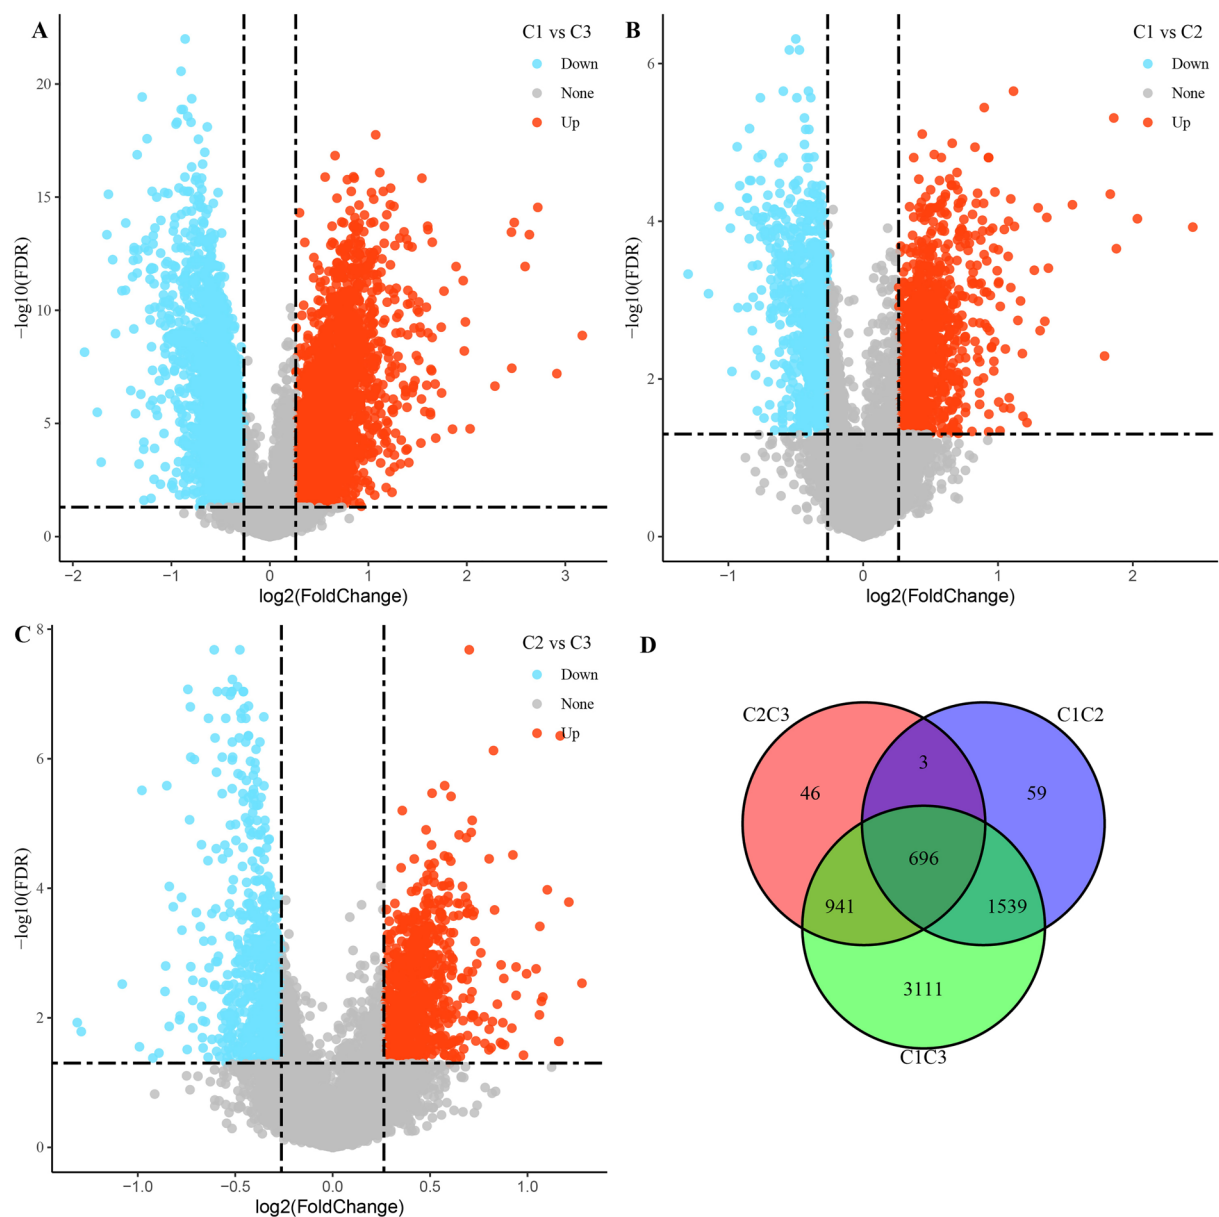 A
C1 vs C3
Down
None
Up
20
15
10
5
0
−log10(FDR)
−2
−1
0
1
2
3
log2(FoldChange)
B
C1 vs C2
Down
None
Up
6
4
2
0
−log10(FDR)
−1
0
1
2
log2(FoldChange)
C
C2 vs C3
Down
None
Up
8
6
4
2
0
−log10(FDR)
−1.0
−0.5
0.0
0.5
1.0
log2(FoldChange)
D
C2C3
C1C2
3
46
59
696
941
1539
3111
C1C3